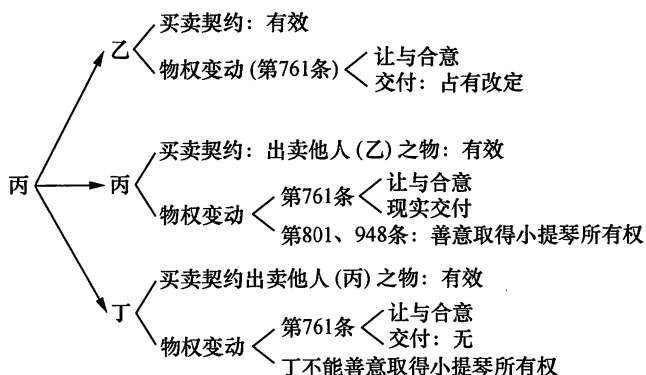 买卖契约：有效
乙
物权变动（第761条）
让与合意
交付：占有改定
丙
丙
买卖契约：出卖他人（乙）之物：有效
物权变动
第761条
让与合意
现实交付
第801、948条：善意取得小提琴所有权
丁
买卖契约出卖他人（丙）之物：有效
物权变动
第761条
让与合意
交付：无
丁不能善意取得小提琴所有权